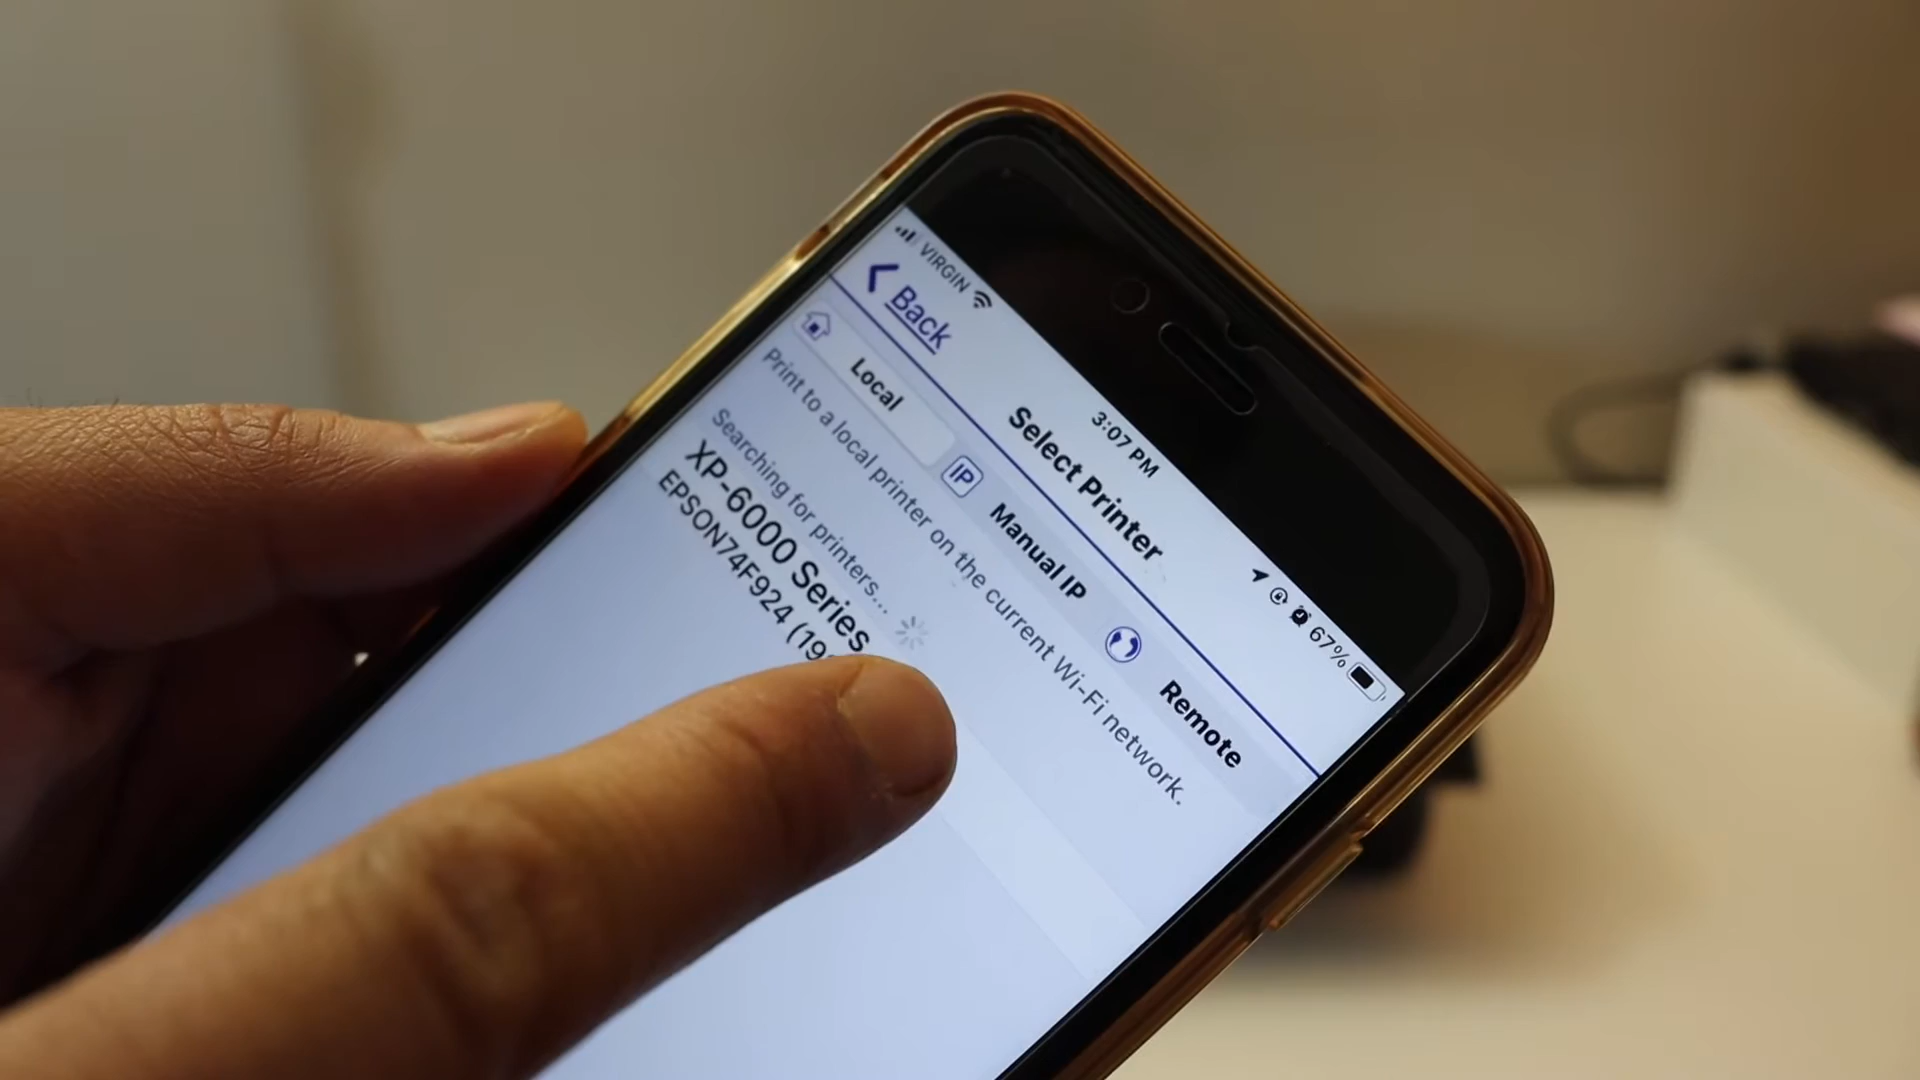 VIRGIN 3:07 PM 67%
Back Select Printer
Local IP Manual IP Remote
Print to a local printer on the current Wi-Fi network.
Searching for printers...
XP-6000 Series
EPSON74F924 (19